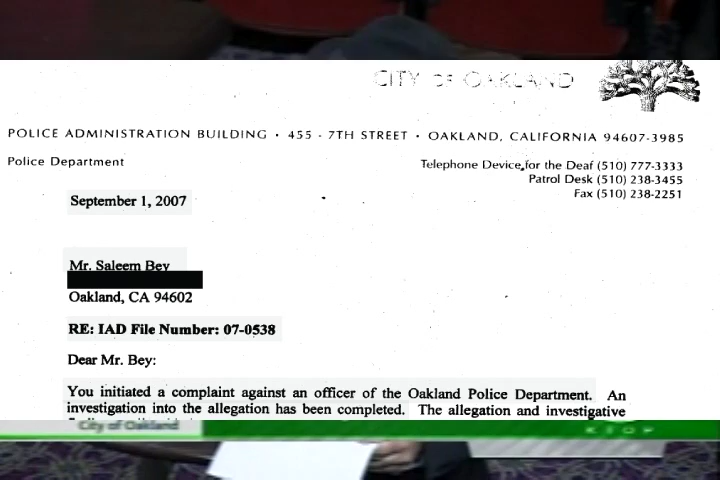 CITY OF OAKLAND
POLICE ADMINISTRATION BUILDING • 455 - 7TH STREET • OAKLAND, CALIFORNIA 94607-3985
Police Department
Telephone Device for the Deaf (510) 777-3333
Patrol Desk (510) 238-3455
Fax (510) 238-2251
September 1, 2007
Mr. Saleem Bey
Oakland, CA 94602
RE: IAD File Number: 07-0538
Dear Mr. Bey:
You initiated a complaint against an officer of the Oakland Police Department. An
investigation into the allegation has been completed. The allegation and investigative
City of Oakland
KTOP